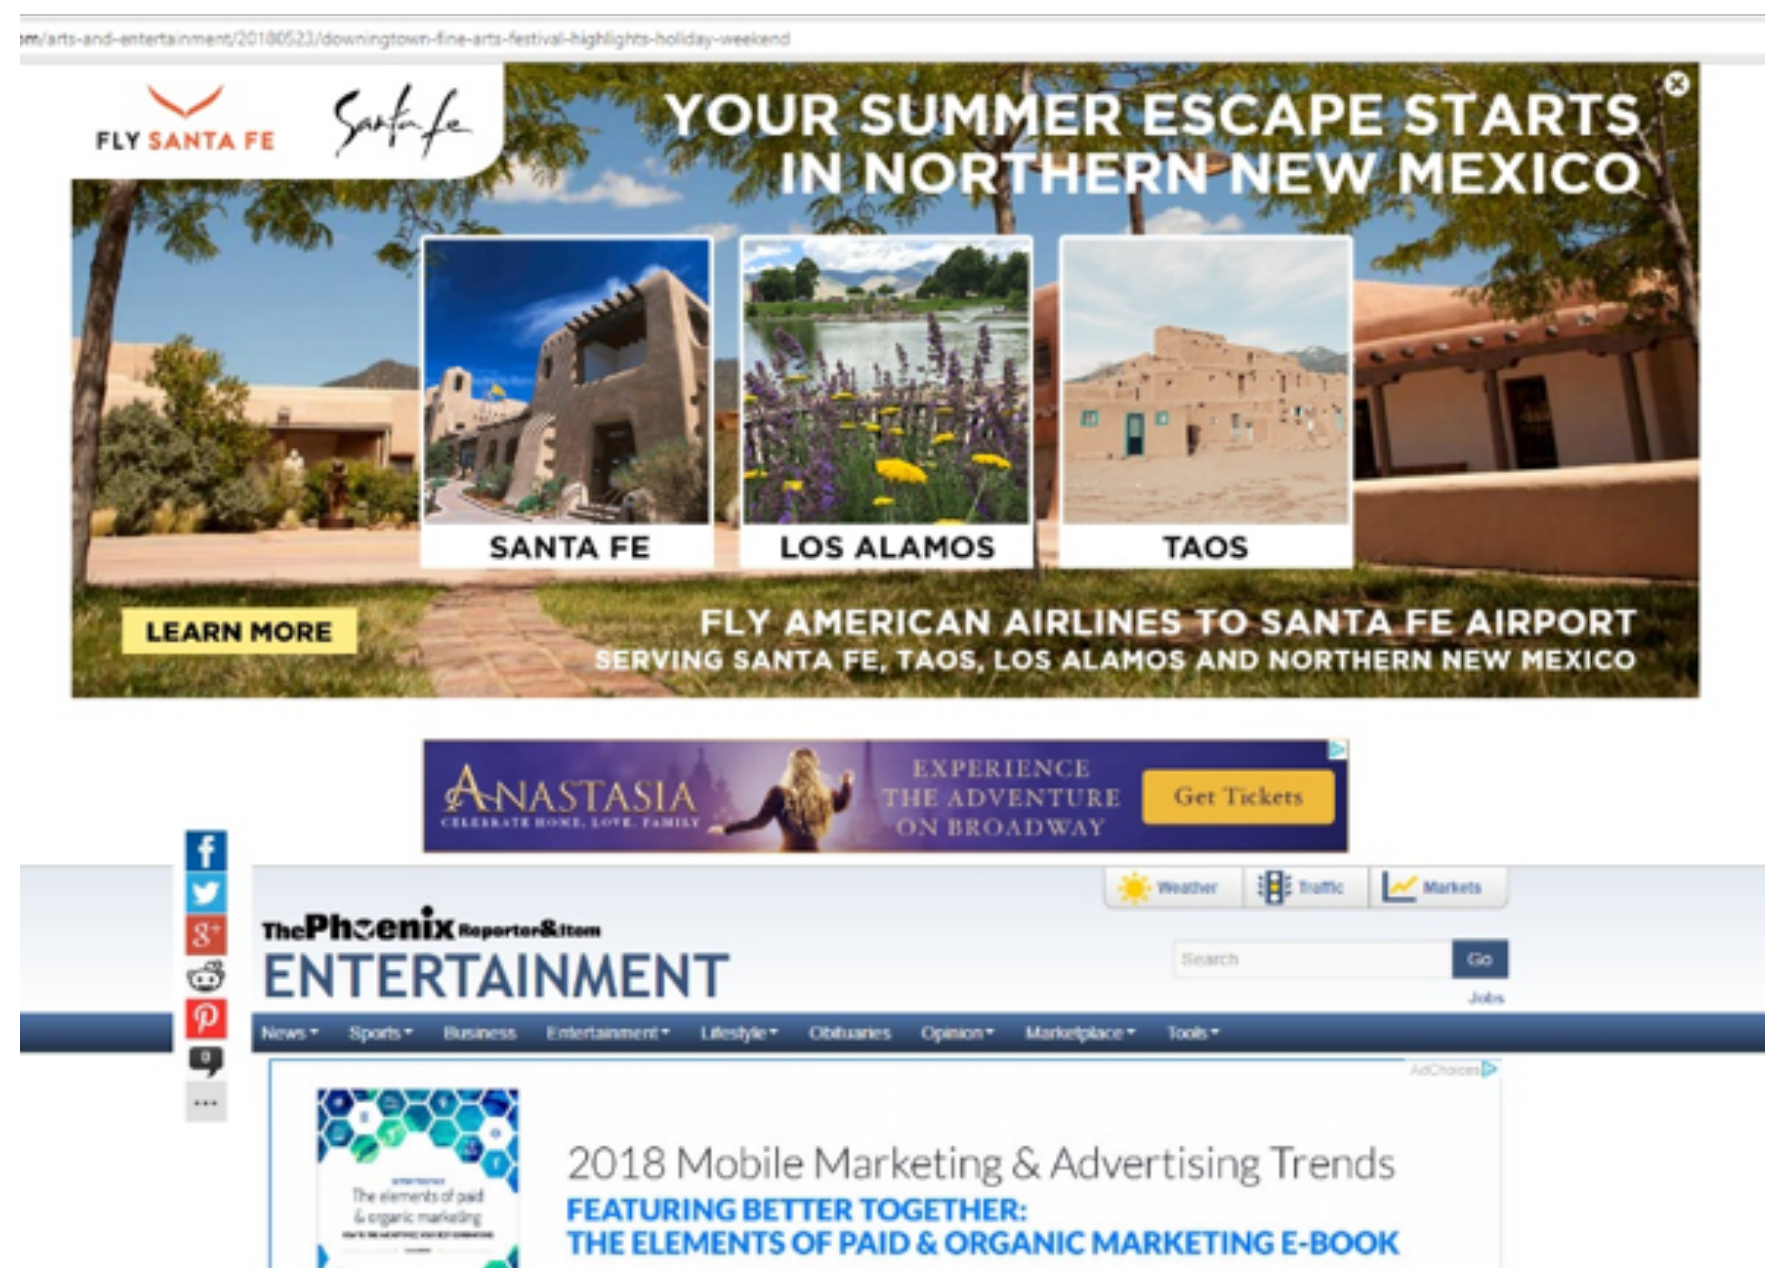 om/arts-and-entertainment/20180523/downingtown-fine-arts-festival-highlights-holiday-weekend
FLY SANTA FE
Santa fe
YOUR SUMMER ESCAPE STARTS
IN NORTHERN NEW MEXICO
SANTA FE
LOS ALAMOS
TAOS
LEARN MORE
FLY AMERICAN AIRLINES TO SANTA FE AIRPORT
SERVING SANTA FE, TAOS, LOS ALAMOS AND NORTHERN NEW MEXICO
ANASTASIA
CELEBRATE HOME. LOVE. FAMILY
EXPERIENCE
THE ADVENTURE
ON BROADWAY
Get Tickets
Weather
Traffic
Markets
ThePhoenix Reporter&Item
ENTERTAINMENT
Search
Go
Jobs
News Sports Business Entertainment Lifestyle Obituaries Opinion Marketplace Tools
f
g+
0
...
AdChoices
The elements of paid
& organic marketing
2018 Mobile Marketing & Advertising Trends
FEATURING BETTER TOGETHER:
THE ELEMENTS OF PAID & ORGANIC MARKETING E-BOOK